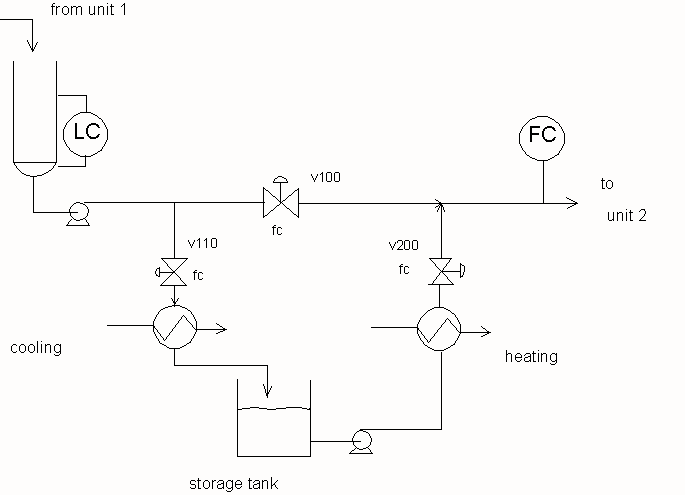 from unit 1
LC
FC
v100
to
unit 2
fc
v110
v200
fc
fc
cooling
heating
storage tank